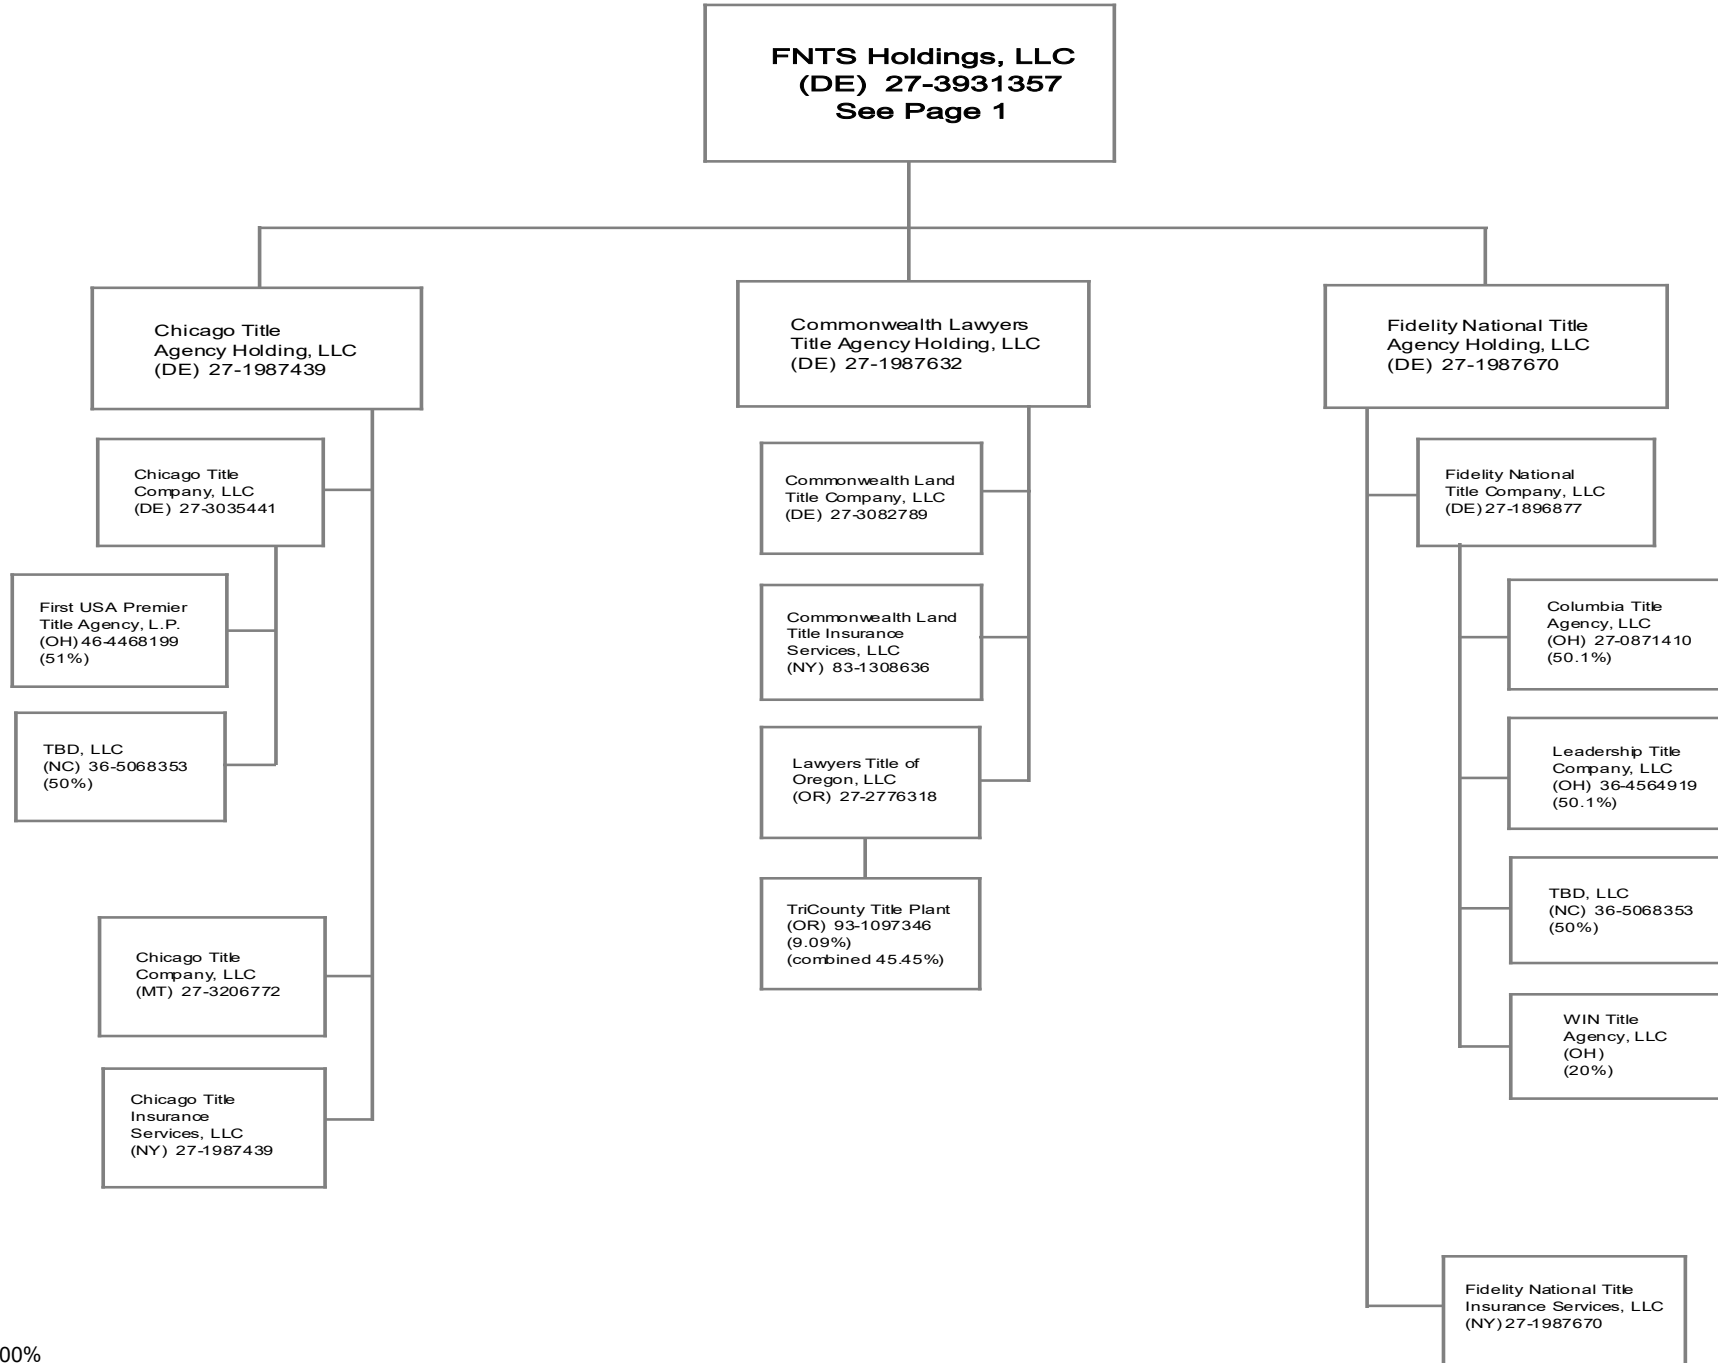 FNTS Holdings, LLC
(DE) 27-3931357
See Page 1
Chicago Title
Agency Holding, LLC
(DE) 27-1987439
Commonwealth Lawyers
Title Agency Holding, LLC
(DE) 27-1987632
Fidelity National Title
Agency Holding, LLC
(DE) 27-1987670
Chicago Title
Company, LLC
(DE) 27-3035441
First USA Premier
Title Agency, L.P.
(OH) 46-4468199
(51%)
TBD, LLC
(NC) 36-5068353
(50%)
Chicago Title
Company, LLC
(MT) 27-3206772
Chicago Title
Insurance
Services, LLC
(NY) 27-1987439
Commonwealth Land
Title Company, LLC
(DE) 27-3082789
Commonwealth Land
Title Insurance
Services, LLC
(NY) 83-1308636
Lawyers Title of
Oregon, LLC
(OR) 27-2776318
TriCounty Title Plant
(OR) 93-1097346
(9.09%)
(combined 45.45%)
Fidelity National
Title Company, LLC
(DE) 27-1896877
Columbia Title
Agency, LLC
(OH) 27-0871410
(50.1%)
Leadership Title
Company, LLC
(OH) 36-4564919
(50.1%)
TBD, LLC
(NC) 36-5068353
(50%)
WIN Title
Agency, LLC
(OH)
(20%)
Fidelity National Title
Insurance Services, LLC
(NY) 27-1987670
00%